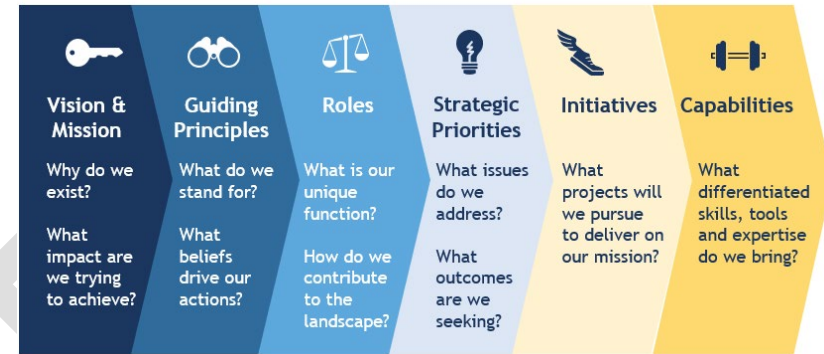 Vision &
Mission
Why do we
exist?
What
impact are
we trying
to achieve?
Guiding
Principles
What do we
stand for?
What
beliefs
drive our
actions?
Roles
What is our
unique
function?
How do we
contribute
to the
landscape?
Strategic
Priorities
What issues
do we
address?
What
outcomes
are we
seeking?
Initiatives
What
projects will
we pursue
to deliver on
our mission?
Capabilities
What
differentiated
skills, tools
and expertise
do we bring?